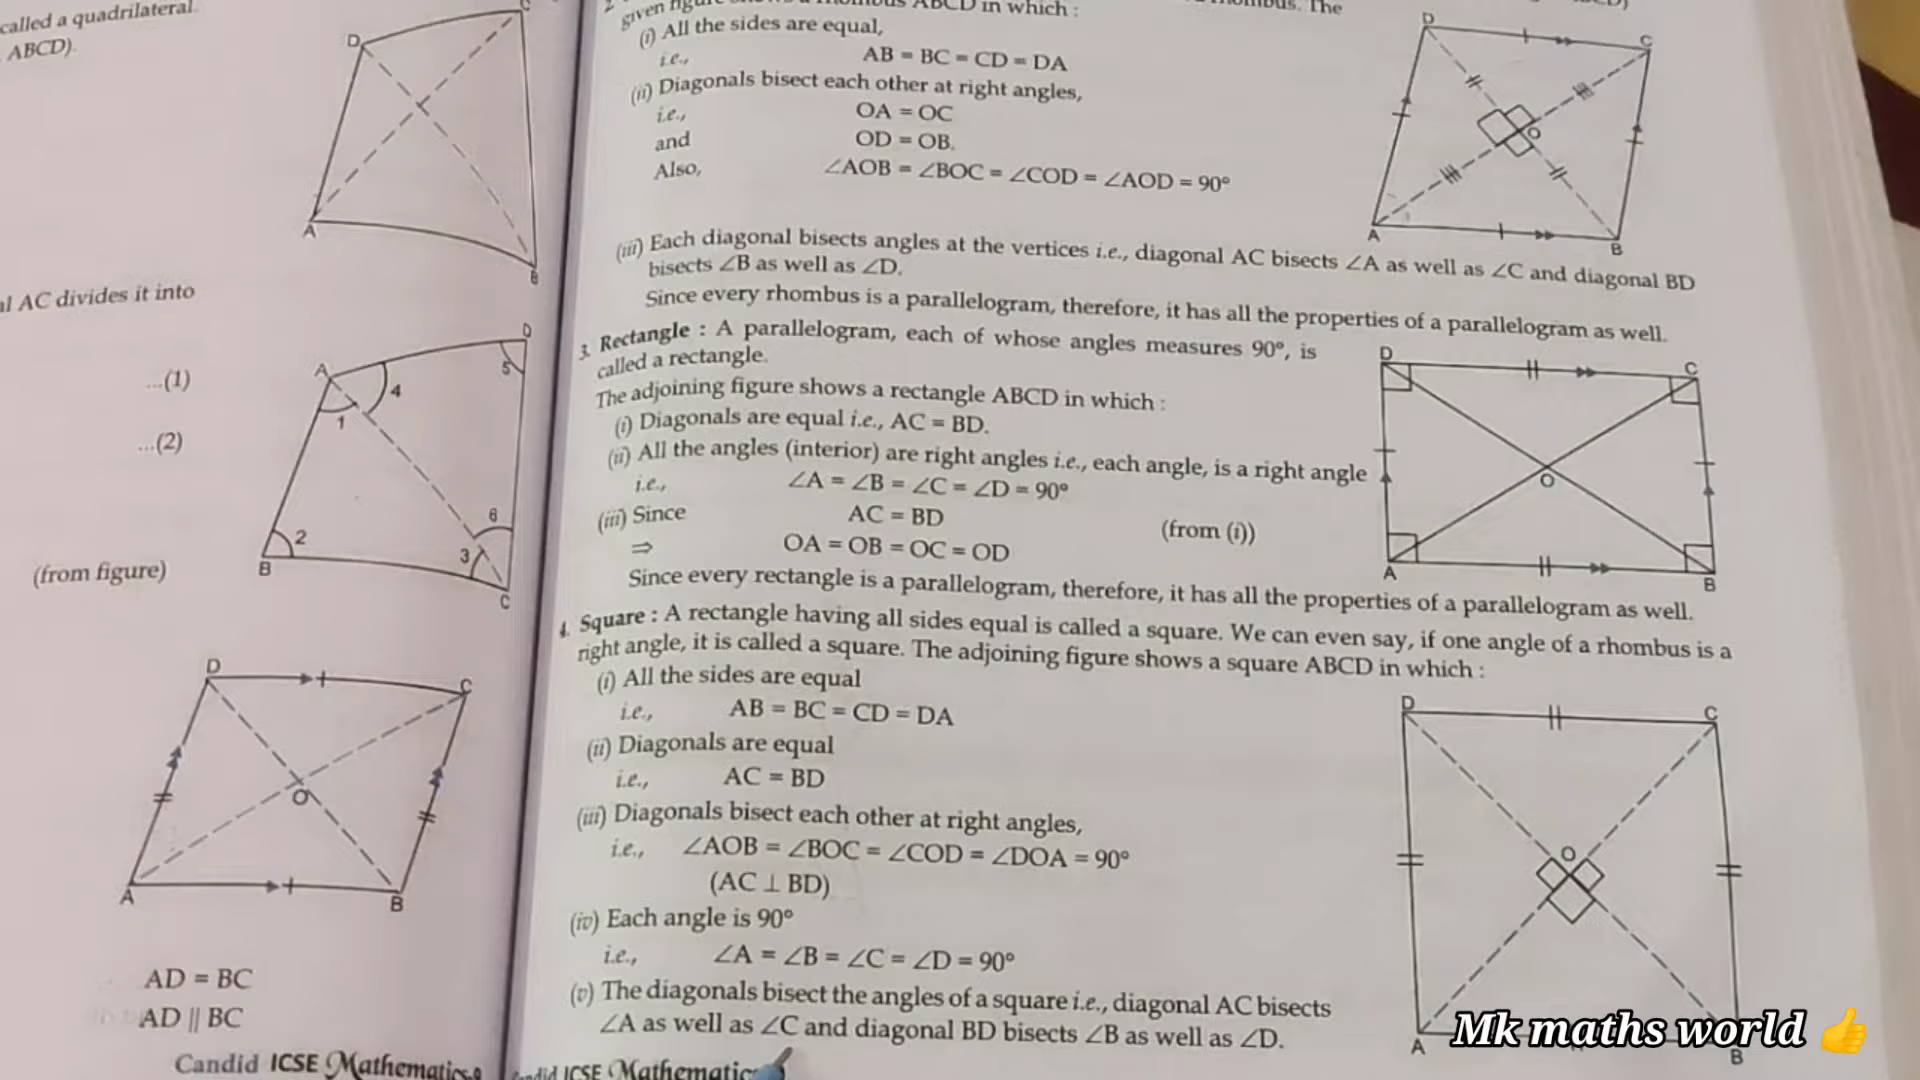 called a quadrilateral.
ABCD).
D
C
A
B
AC divides it into
...(1)
...(2)
(from figure)
A
D
4
5
1
2
6
3
B
C
D
C
O
A
B
AD = BC
AD || BC
Candid ICSE Mathematics-9
given ABCD in which :
(i) All the sides are equal,
i.e., AB = BC = CD = DA
(ii) Diagonals bisect each other at right angles,
i.e., OA = OC
and OD = OB.
Also, ∠AOB = ∠BOC = ∠COD = ∠AOD = 90°
D
C
O
A
B
(iii) Each diagonal bisects angles at the vertices i.e., diagonal AC bisects ∠A as well as ∠C and diagonal BD
bisects ∠B as well as ∠D.
Since every rhombus is a parallelogram, therefore, it has all the properties of a parallelogram as well.
3. Rectangle : A parallelogram, each of whose angles measures 90°, is
called a rectangle.
The adjoining figure shows a rectangle ABCD in which :
(i) Diagonals are equal i.e., AC = BD.
(ii) All the angles (interior) are right angles i.e., each angle, is a right angle
i.e., ∠A = ∠B = ∠C = ∠D = 90°
(iii) Since AC = BD (from (i))
⇒ OA = OB = OC = OD
D
C
O
A
B
Since every rectangle is a parallelogram, therefore, it has all the properties of a parallelogram as well.
4. Square : A rectangle having all sides equal is called a square. We can even say, if one angle of a rhombus is a
right angle, it is called a square. The adjoining figure shows a square ABCD in which :
(i) All the sides are equal
i.e., AB = BC = CD = DA
(ii) Diagonals are equal
i.e., AC = BD
(iii) Diagonals bisect each other at right angles,
i.e., ∠AOB = ∠BOC = ∠COD = ∠DOA = 90°
(AC ⊥ BD)
(iv) Each angle is 90°
i.e., ∠A = ∠B = ∠C = ∠D = 90°
(v) The diagonals bisect the angles of a square i.e., diagonal AC bisects
∠A as well as ∠C and diagonal BD bisects ∠B as well as ∠D.
D
C
O
A
B
Mk maths world 👍
ICSE Mathematic